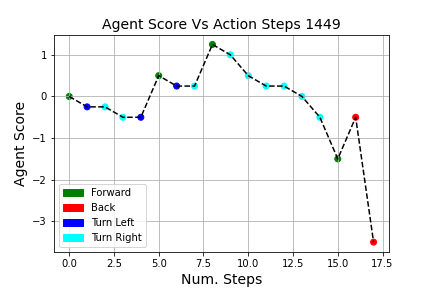 Agent Score Vs Action Steps 1449
Agent Score
1
0
−1
−2
−3
Forward
Back
Turn Left
Turn Right
0.0 2.5 5.0 7.5 10.0 12.5 15.0 17.5
Num. Steps